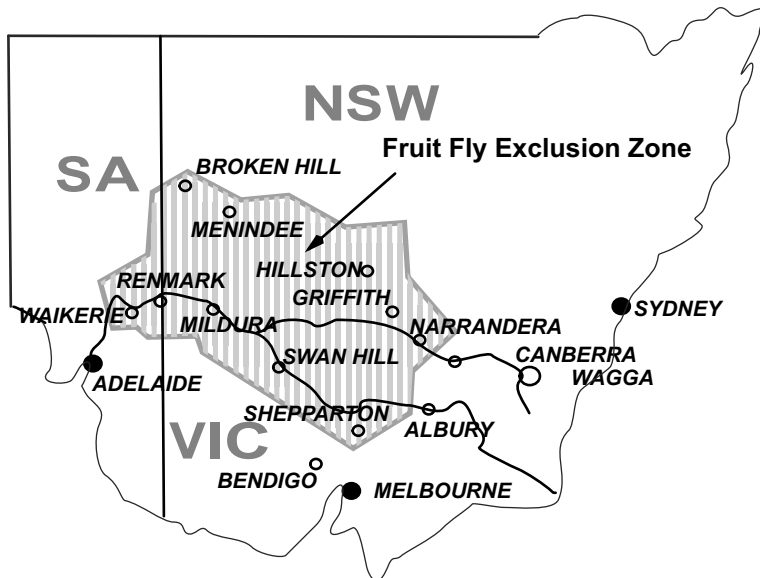 NSW
Fruit Fly Exclusion Zone
SA
BROKEN HILL
MENINDEE
HILLSTON
RENMARK
GRIFFITH
WAIKERIE
MILDURA
SYDNEY
NARRANDERA
SWAN HILL
CANBERRA
WAGGA
ADELAIDE
SHEPPARTON
ALBURY
VIC
BENDIGO
MELBOURNE